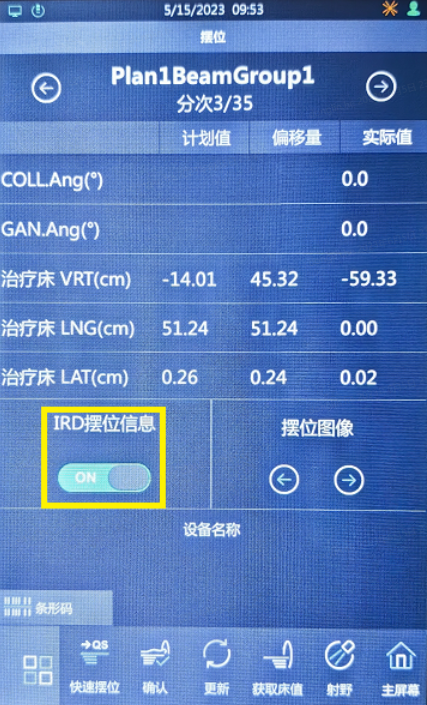 5/15/2023 09:53
摆位
Plan1BeamGroup1
分次3/35
计划值 偏移量 实际值
COLL.Ang(°) 0.0
GAN.Ang(°) 0.0
治疗床 VRT(cm) -14.01 45.32 -59.33
治疗床 LNG(cm) 51.24 51.24 0.00
治疗床 LAT(cm) 0.26 0.24 0.02
IRD摆位信息 摆位图像
ON
设备名称
条形码
QS
快速摆位 确认 更新 获取床值 射野 主屏幕